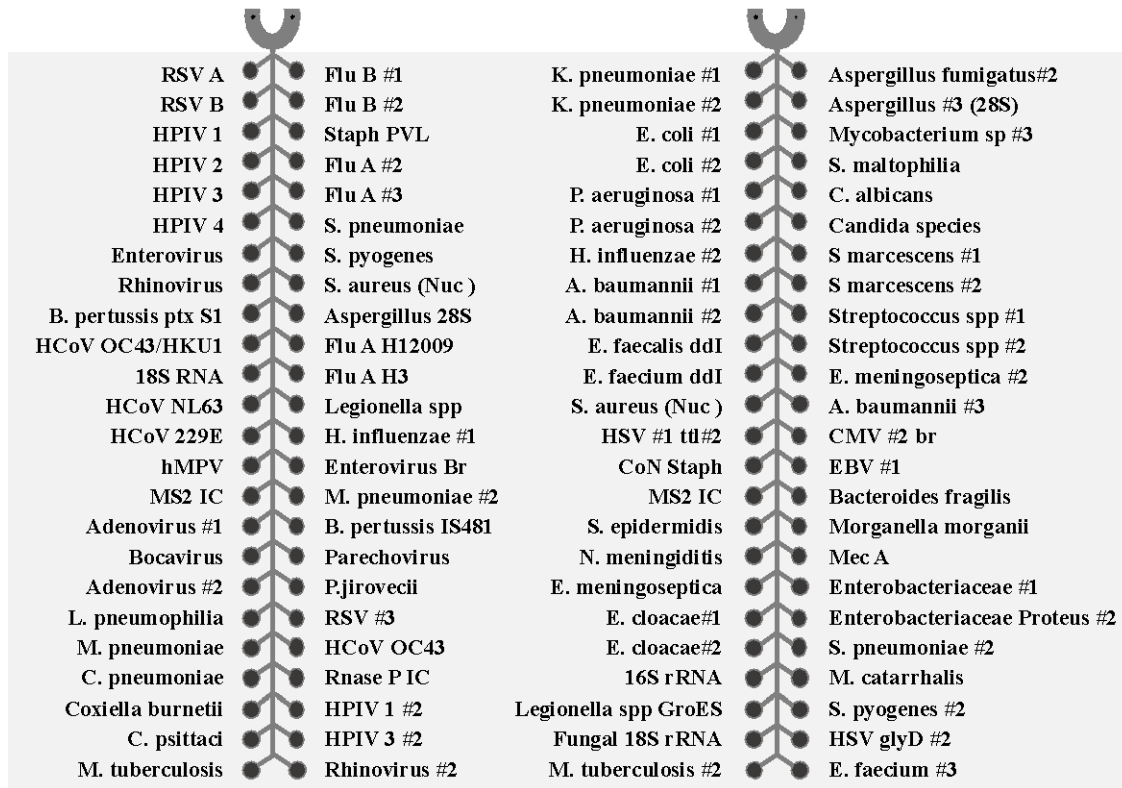 RSV A Flu B #1 K. pneumoniae #1 Aspergillus fumigatus#2
RSV B Flu B #2 K. pneumoniae #2 Aspergillus #3 (28S)
HPIV 1 Staph PVL E. coli #1 Mycobacterium sp #3
HPIV 2 Flu A #2 E. coli #2 S. maltophilia
HPIV 3 Flu A #3 P. aeruginosa #1 C. albicans
HPIV 4 S. pneumoniae P. aeruginosa #2 Candida species
Enterovirus S. pyogenes H. influenzae #2 S marcescens #1
Rhinovirus S. aureus (Nuc ) A. baumannii #1 S marcescens #2
B. pertussis ptx S1 Aspergillus 28S A. baumannii #2 Streptococcus spp #1
HCoV OC43/HKU1 Flu A H12009 E. faecalis ddI Streptococcus spp #2
18S RNA Flu A H3 E. faecium ddI E. meningoseptica #2
HCoV NL63 Legionella spp S. aureus (Nuc ) A. baumannii #3
HCoV 229E H. influenzae #1 HSV #1 ttl#2 CMV #2 br
hMPV Enterovirus Br CoN Staph EBV #1
MS2 IC M. pneumoniae #2 MS2 IC Bacteroides fragilis
Adenovirus #1 B. pertussis IS481 S. epidermidis Morganella morganii
Bocavirus Parechovirus N. meningiditis Mec A
Adenovirus #2 P.jirovecii E. meningoseptica Enterobacteriaceae #1
L. pneumophilia RSV #3 E. cloacae#1 Enterobacteriaceae Proteus #2
M. pneumoniae HCoV OC43 E. cloacae#2 S. pneumoniae #2
C. pneumoniae Rnase P IC 16S rRNA M. catarrhalis
Coxiella burnetii HPIV 1 #2 Legionella spp GroES S. pyogenes #2
C. psittaci HPIV 3 #2 Fungal 18S rRNA HSV glyD #2
M. tuberculosis Rhinovirus #2 M. tuberculosis #2 E. faecium #3